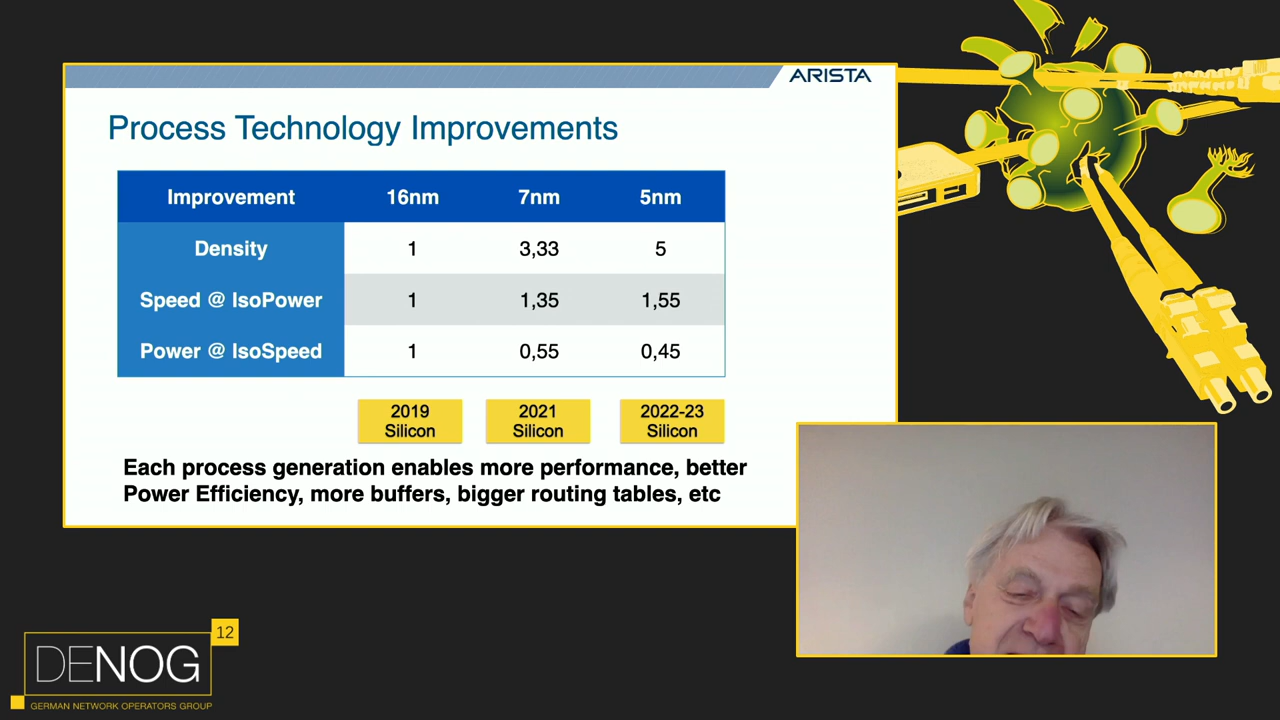 ARISTA
Process Technology Improvements
Improvement 16nm 7nm 5nm
Density 1 3,33 5
Speed @ IsoPower 1 1,35 1,55
Power @ IsoSpeed 1 0,55 0,45
2019 Silicon
2021 Silicon
2022-23 Silicon
Each process generation enables more performance, better
Power Efficiency, more buffers, bigger routing tables, etc
12
DENOG
GERMAN NETWORK OPERATORS GROUP